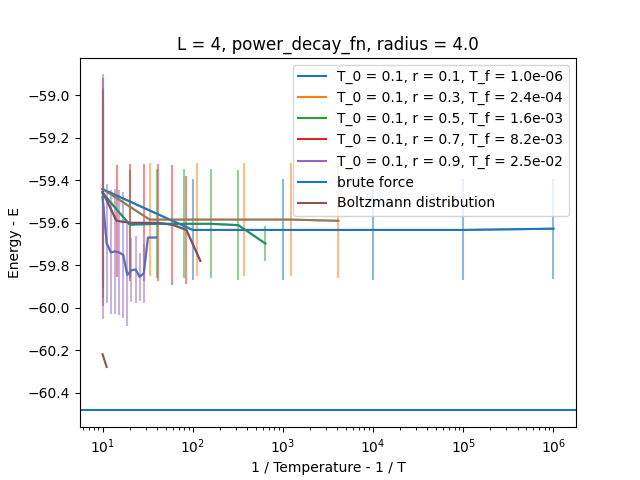 L = 4, power_decay_fn, radius = 4.0
T_0 = 0.1, r = 0.1, T_f = 1.0e-06
T_0 = 0.1, r = 0.3, T_f = 2.4e-04
T_0 = 0.1, r = 0.5, T_f = 1.6e-03
T_0 = 0.1, r = 0.7, T_f = 8.2e-03
T_0 = 0.1, r = 0.9, T_f = 2.5e-02
brute force
Boltzmann distribution
Energy - E
−59.0
−59.2
−59.4
−59.6
−59.8
−60.0
−60.2
−60.4
10¹ 10² 10³ 10⁴ 10⁵ 10⁶
1 / Temperature - 1 / T